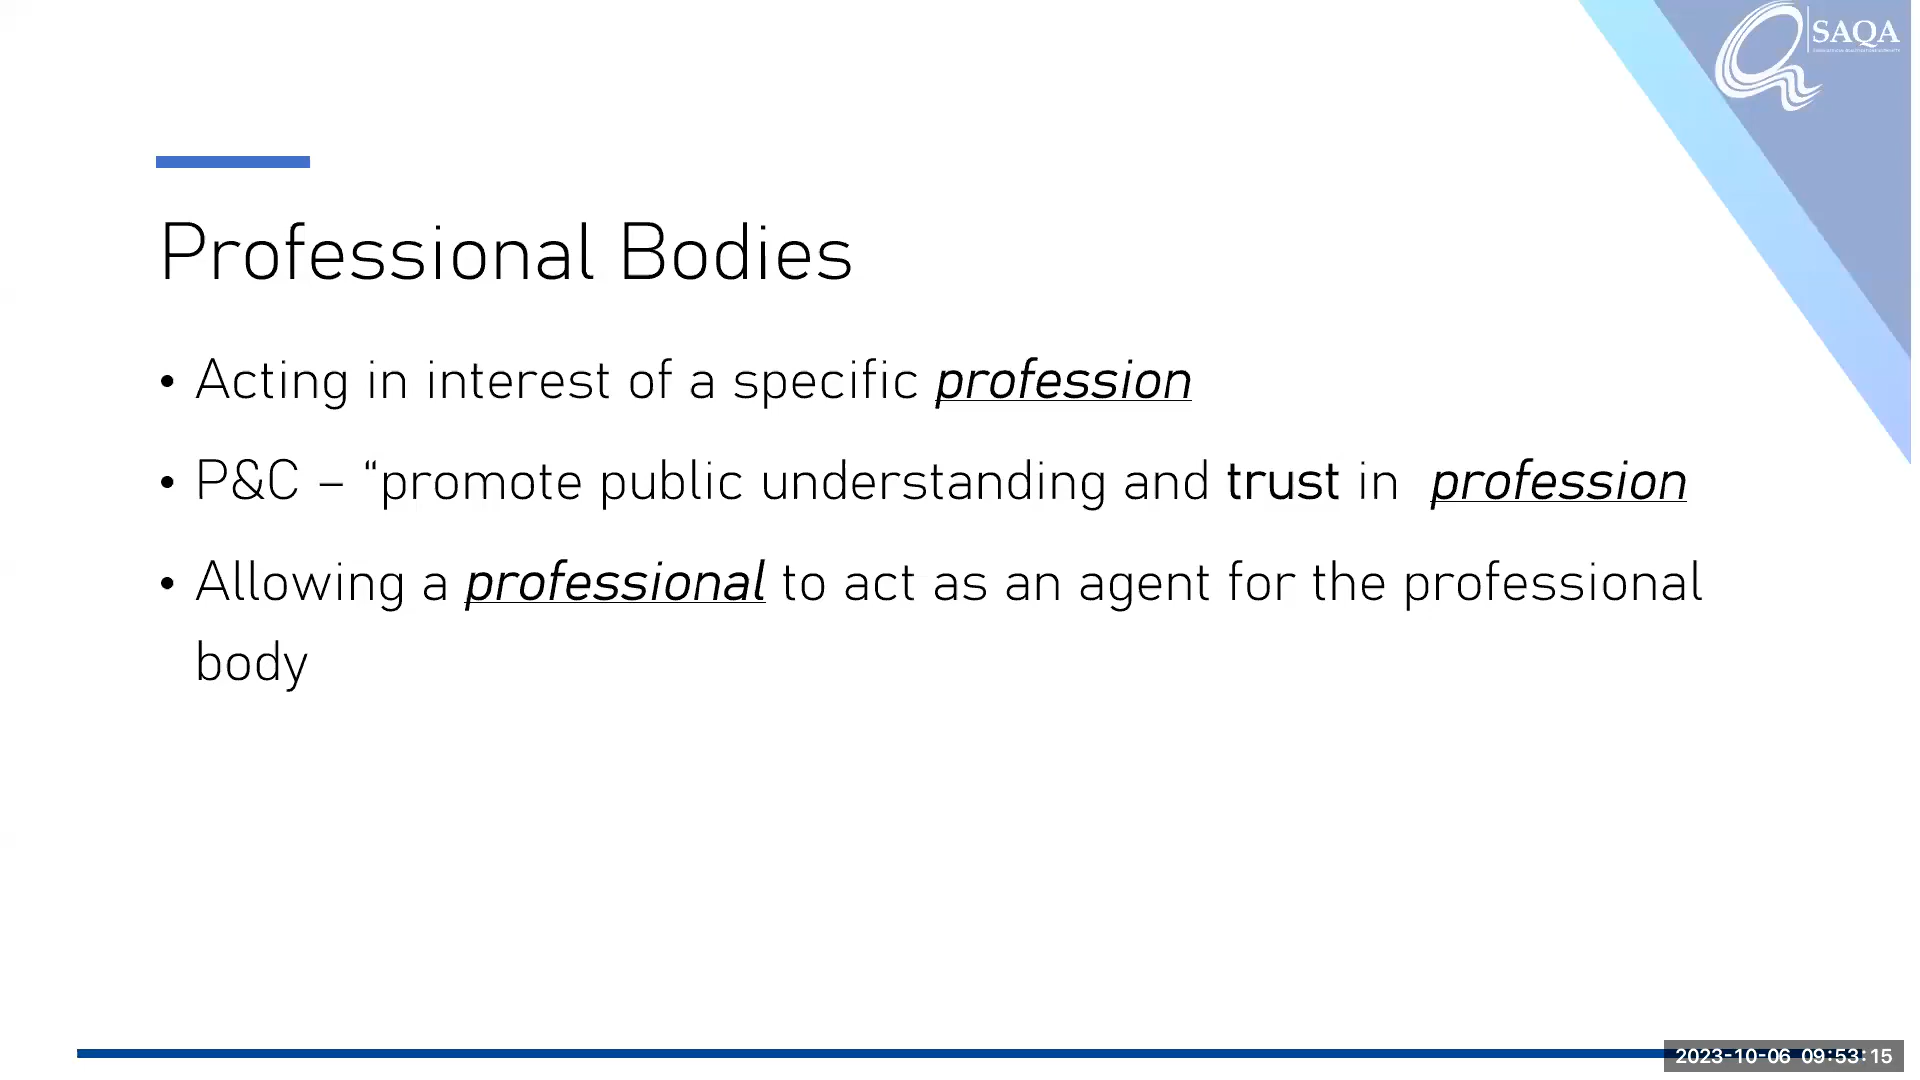 SAQA
Professional Bodies
• Acting in interest of a specific profession
• P&C – “promote public understanding and trust in profession
• Allowing a professional to act as an agent for the professional
body
2023-10-06 09:53:15